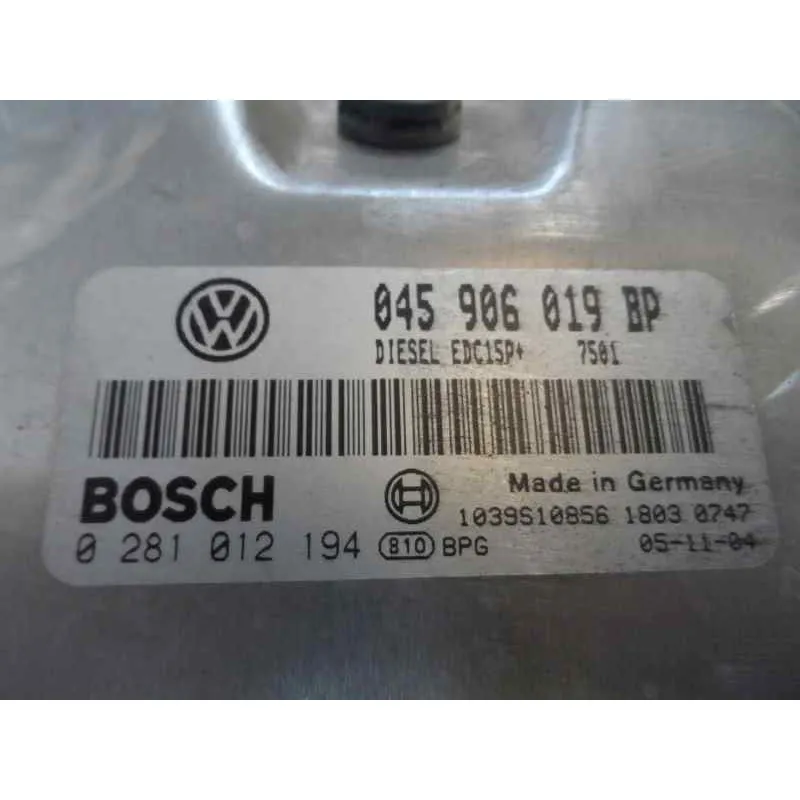 045 906 019 BP
DIESEL EDC15P+ 7501
BOSCH
Made in Germany
1039S10856 1803 0747
0 281 012 194 810 BPG 05-11-04